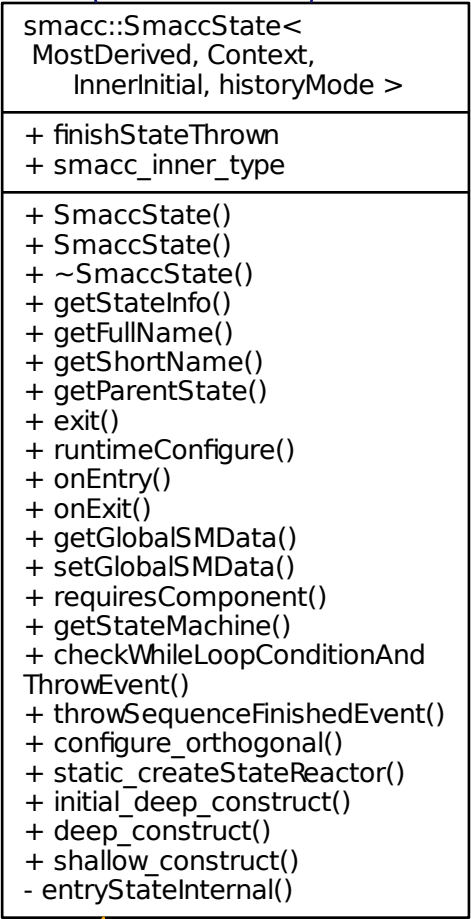 smacc::SmaccState<
MostDerived, Context,
InnerInitial, historyMode >
+ finishStateThrown
+ smacc_inner_type
+ SmaccState()
+ SmaccState()
+ ~SmaccState()
+ getStateInfo()
+ getFullName()
+ getShortName()
+ getParentState()
+ exit()
+ runtimeConfigure()
+ onEntry()
+ onExit()
+ getGlobalSMData()
+ setGlobalSMData()
+ requiresComponent()
+ getStateMachine()
+ checkWhileLoopConditionAnd
ThrowEvent()
+ throwSequenceFinishedEvent()
+ configure_orthogonal()
+ static_createStateReactor()
+ initial_deep_construct()
+ deep_construct()
+ shallow_construct()
- entryStateInternal()